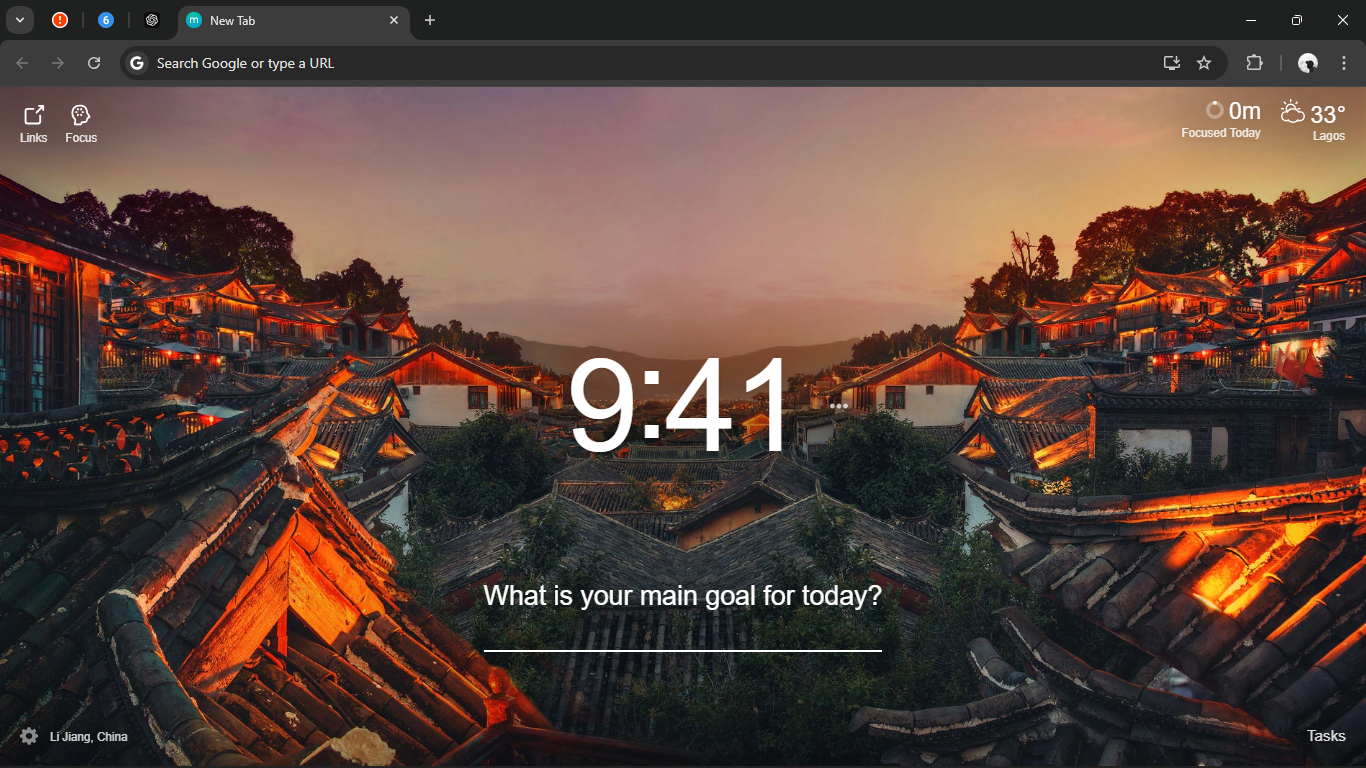 6
m
New Tab
G
Search Google or type a URL
Links
Focus
0m
Focused Today
33°
Lagos
9:41
What is your main goal for today?
Li Jiang, China
Tasks